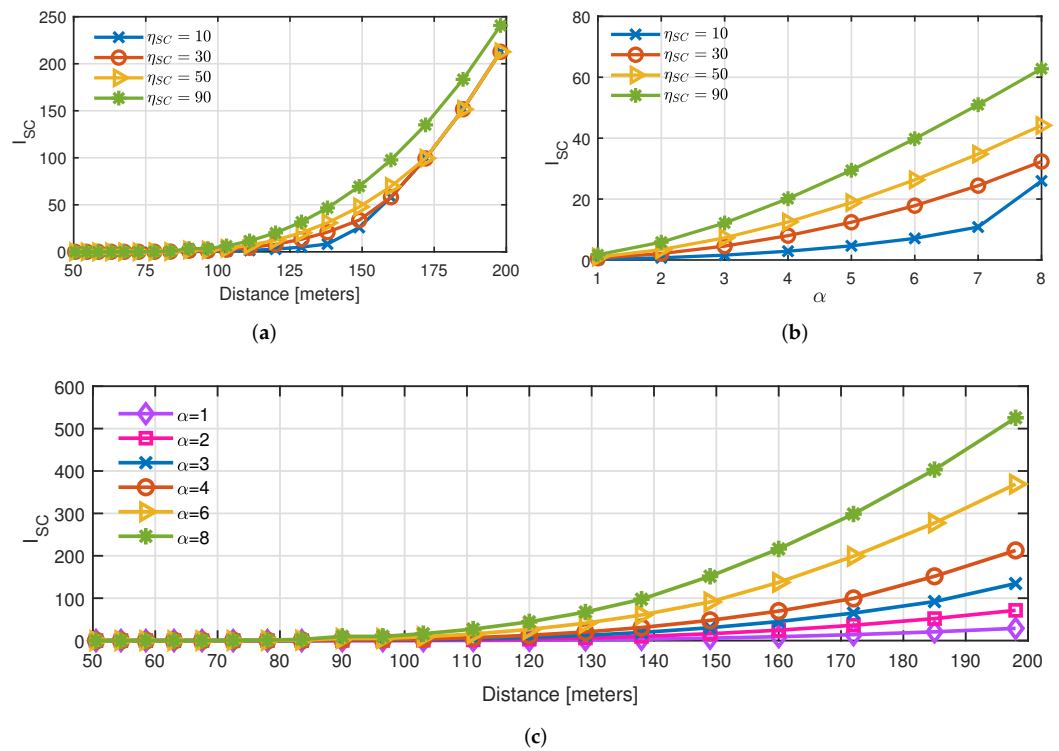 250
200
150
100
50
0
I_SC
η_SC = 10
η_SC = 30
η_SC = 50
η_SC = 90
50 75 100 125 150 175 200
Distance [meters]
(a)
80
60
40
20
0
I_SC
η_SC = 10
η_SC = 30
η_SC = 50
η_SC = 90
1 2 3 4 5 6 7 8
α
(b)
600
500
400
300
200
100
0
I_SC
α=1
α=2
α=3
α=4
α=6
α=8
50 60 70 80 90 100 110 120 130 140 150 160 170 180 190 200
Distance [meters]
(c)